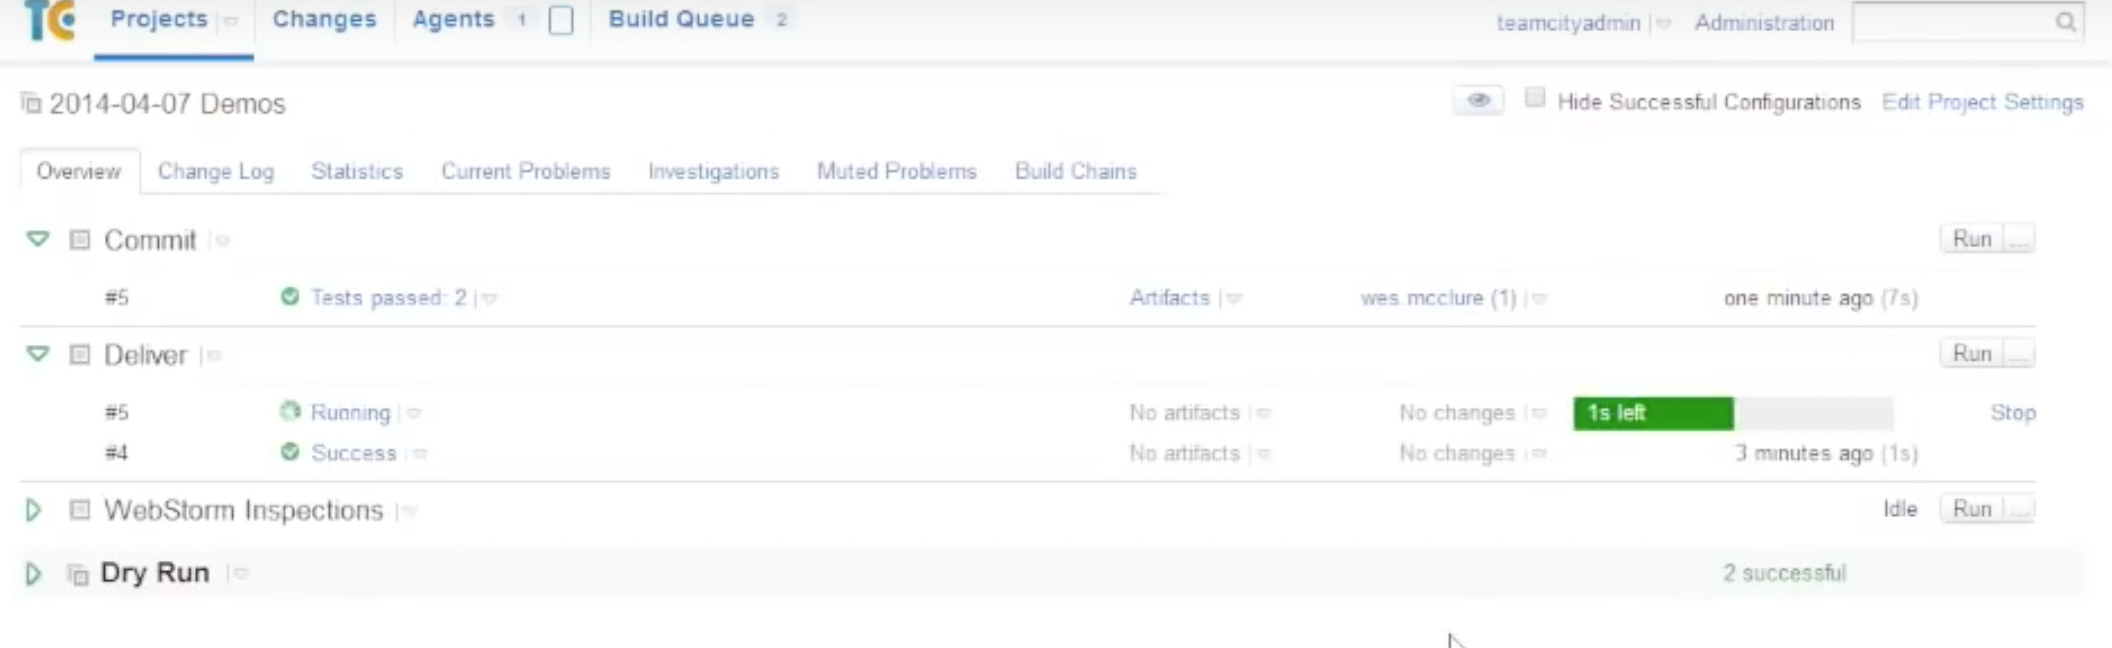 TC Projects Changes Agents 1 Build Queue 2 teamcityadmin Administration
2014-04-07 Demos Hide Successful Configurations Edit Project Settings
Overview Change Log Statistics Current Problems Investigations Muted Problems Build Chains
Commit Run ...
#5 Tests passed: 2 Artifacts wes.mcclure (1) one minute ago (7s)
Deliver Run ...
#5 Running No artifacts No changes 1s left Stop
#4 Success No artifacts No changes 3 minutes ago (1s)
WebStorm Inspections Idle Run ...
Dry Run 2 successful